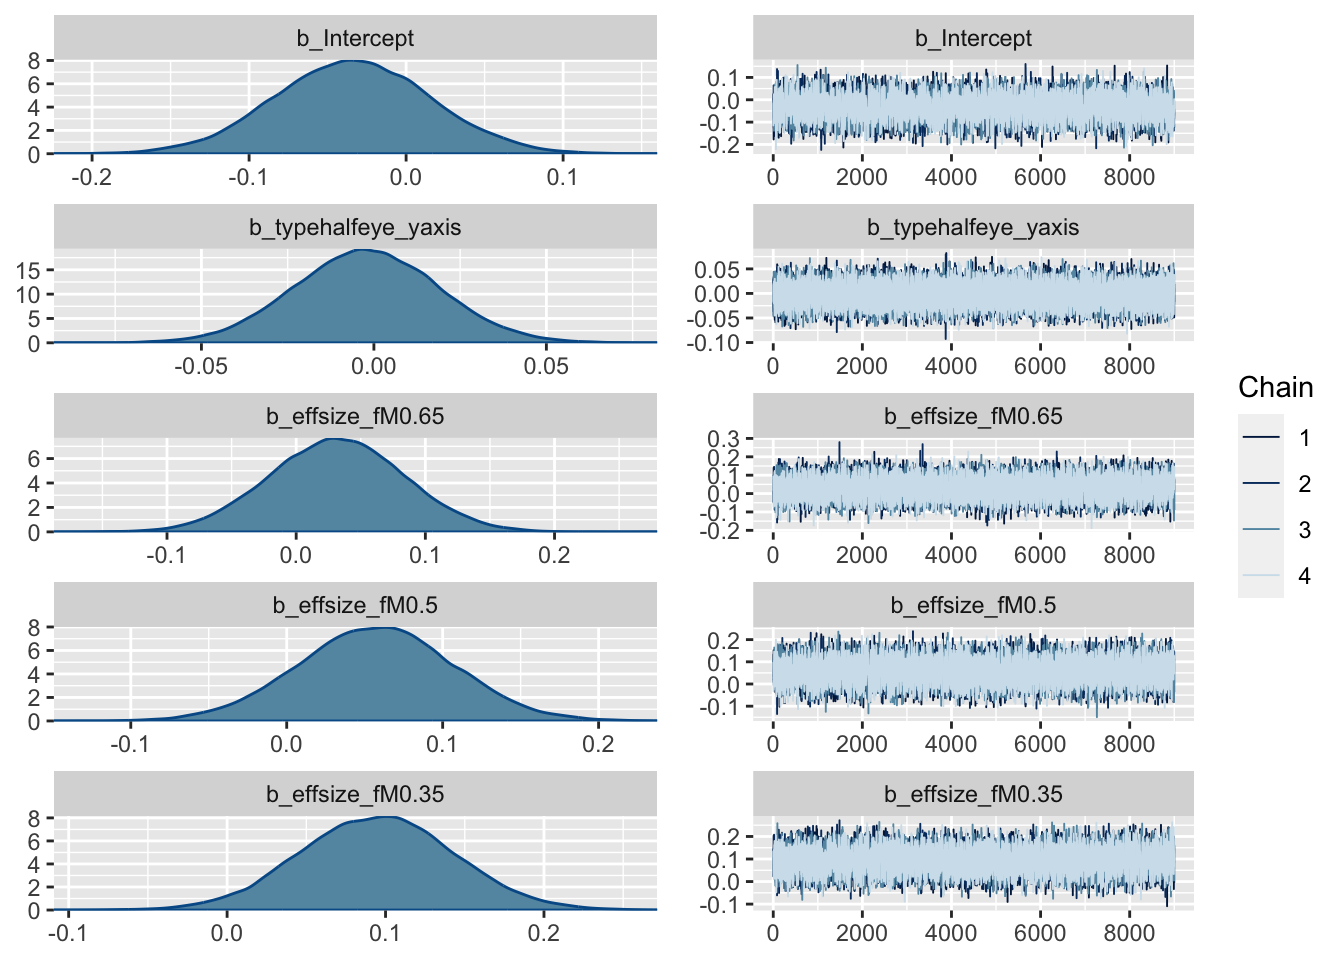 b_Intercept
8
6
4
2
0
-0.2 -0.1 0.0 0.1
b_Intercept
0.1
0.0
-0.1
-0.2
0 2000 4000 6000 8000
b_typehalfeye_yaxis
15
10
5
0
-0.05 0.00 0.05
b_typehalfeye_yaxis
0.05
0.00
-0.05
-0.10
0 2000 4000 6000 8000
b_effsize_fM0.65
6
4
2
0
-0.1 0.0 0.1 0.2
b_effsize_fM0.65
0.3
0.2
0.1
0.0
-0.1
-0.2
0 2000 4000 6000 8000
b_effsize_fM0.5
8
6
4
2
0
-0.1 0.0 0.1 0.2
b_effsize_fM0.5
0.2
0.1
0.0
-0.1
0 2000 4000 6000 8000
b_effsize_fM0.35
8
6
4
2
0
-0.1 0.0 0.1 0.2
b_effsize_fM0.35
0.2
0.1
0.0
-0.1
0 2000 4000 6000 8000
Chain
1
2
3
4